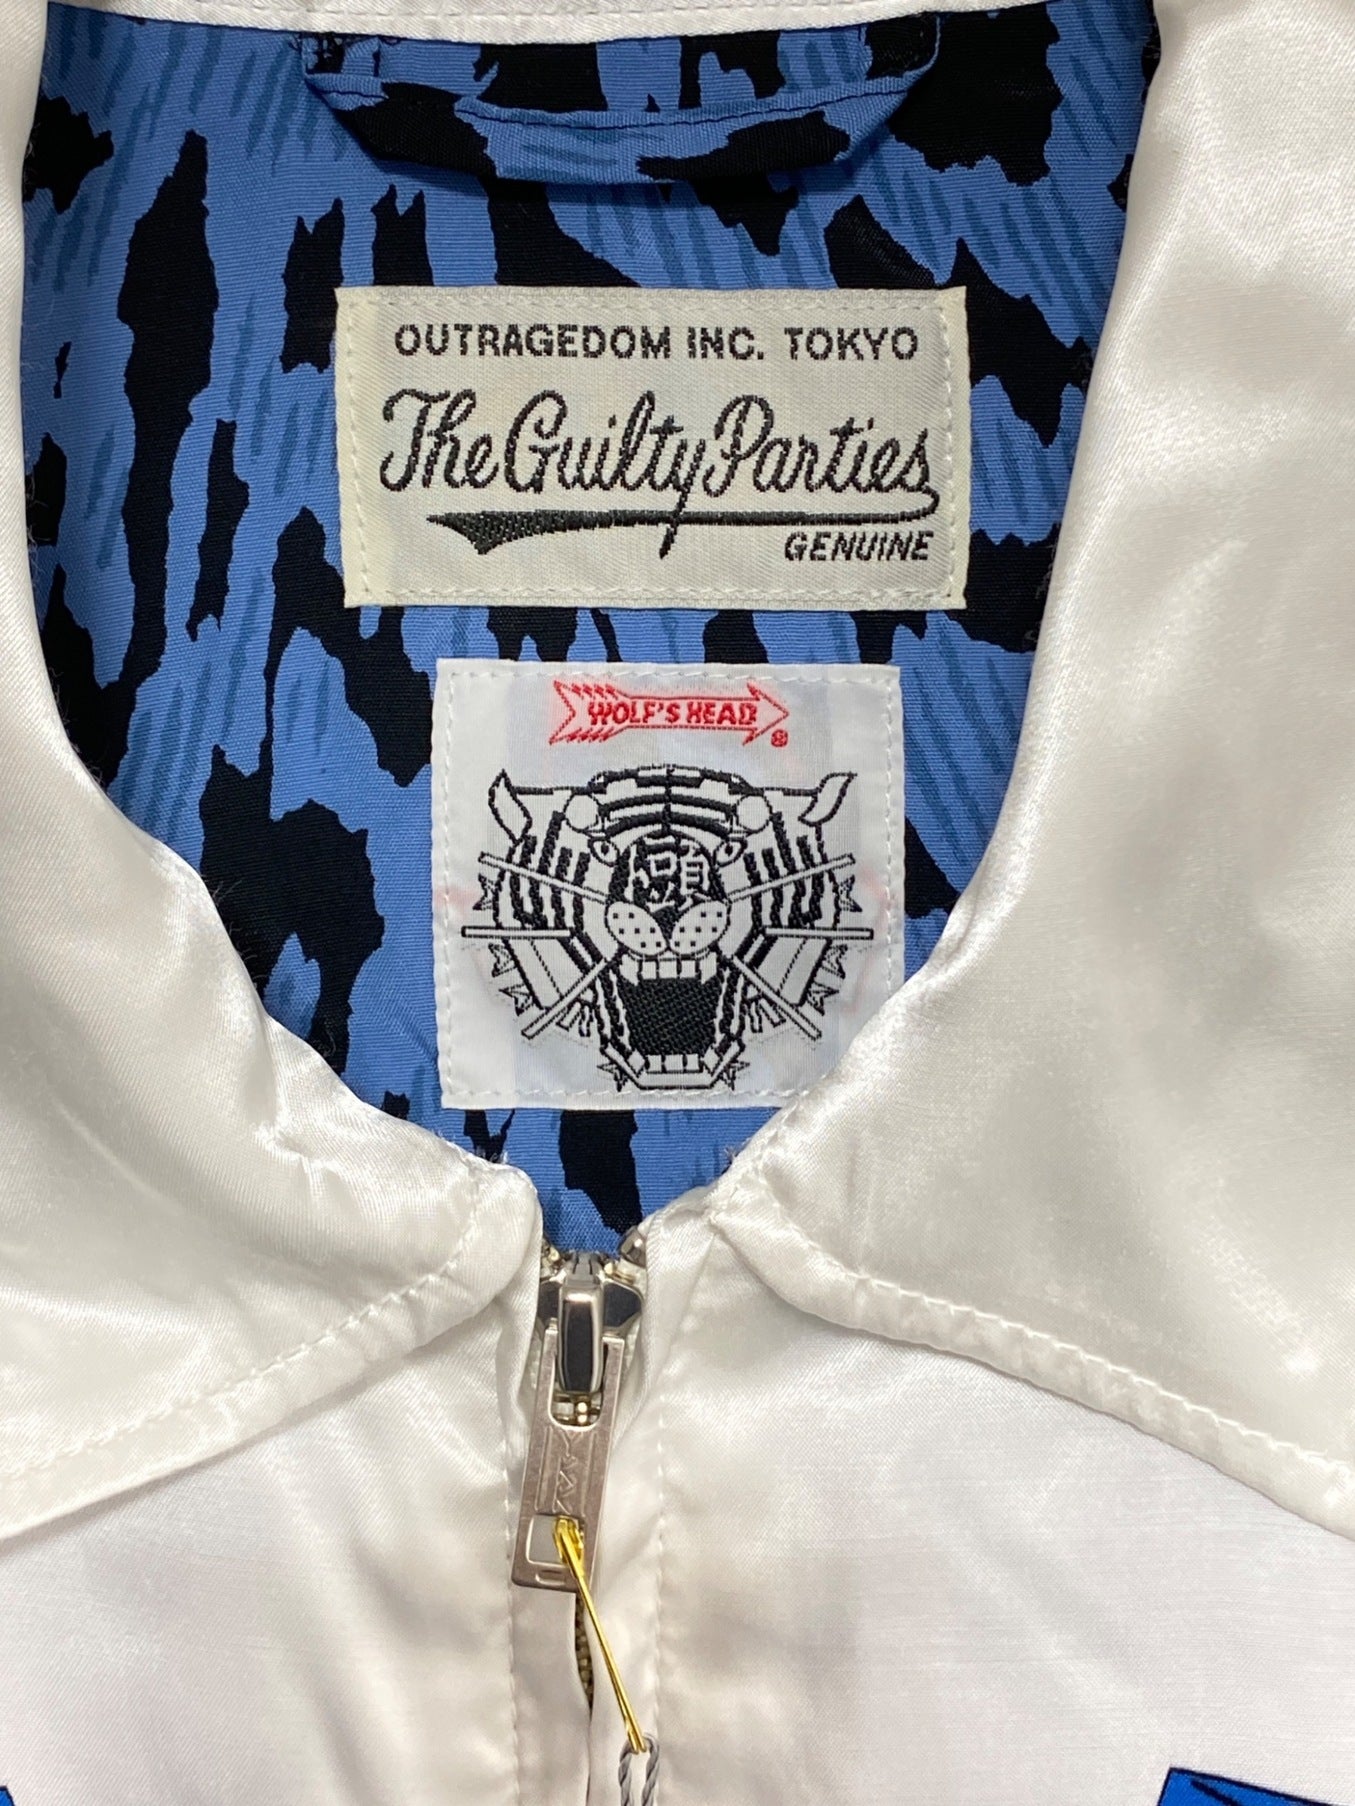 OUTRAGEDOM INC. TOKYO
The Guilty Parties
GENUINE
WOLF'S HEAD
®